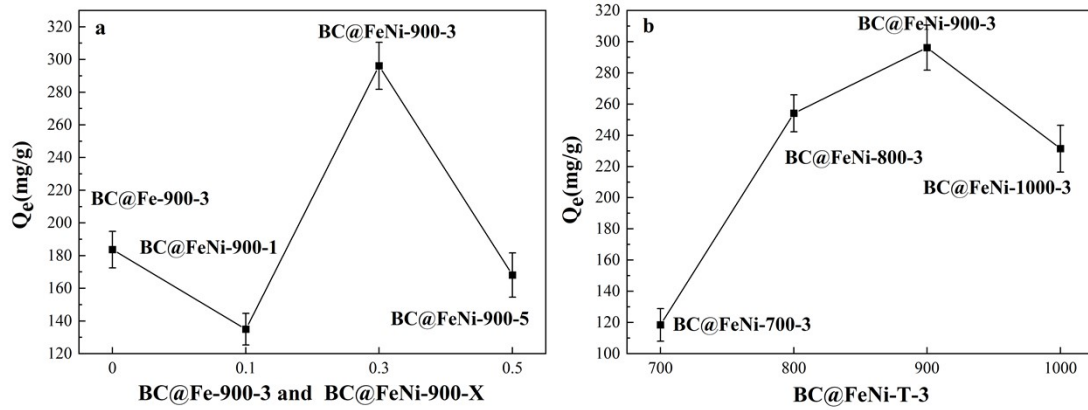 a
Qe(mg/g)
320
300
280
260
240
220
200
180
160
140
120
BC@FeNi-900-3
BC@Fe-900-3
BC@FeNi-900-1
BC@FeNi-900-5
0
0.1
0.3
0.5
BC@Fe-900-3 and BC@FeNi-900-X
b
Qe(mg/g)
320
300
280
260
240
220
200
180
160
140
120
100
BC@FeNi-900-3
BC@FeNi-800-3
BC@FeNi-1000-3
BC@FeNi-700-3
700
800
900
1000
BC@FeNi-T-3